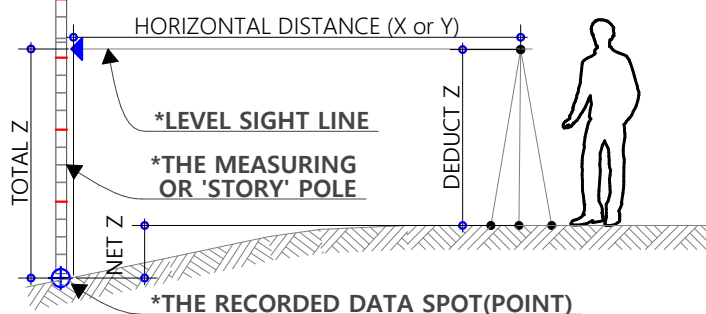 HORIZONTAL DISTANCE (X or Y)
*LEVEL SIGHT LINE
*THE MEASURING
OR 'STORY' POLE
TOTAL Z
DEDUCT Z
NET Z
*THE RECORDED DATA SPOT(POINT)